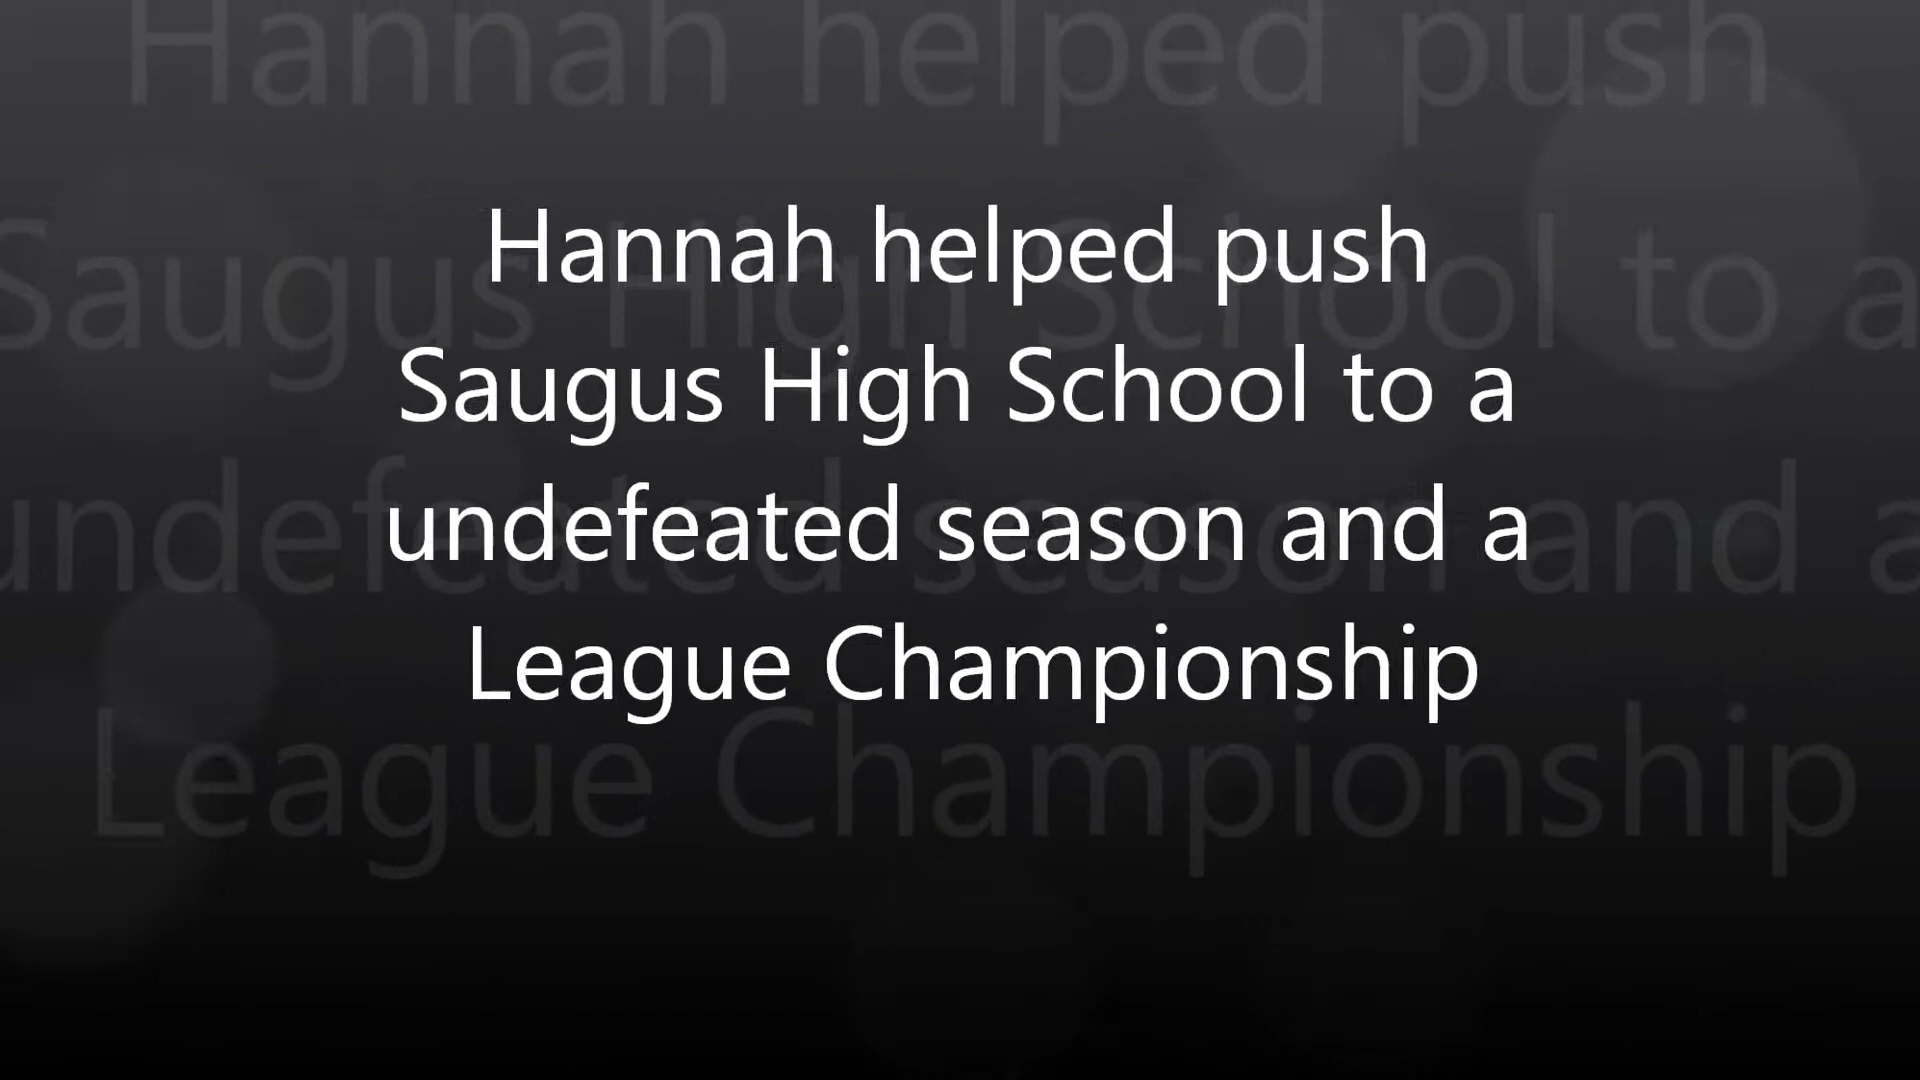 Hannah helped push
Saugus High School to a
undefeated season and a
League Championship